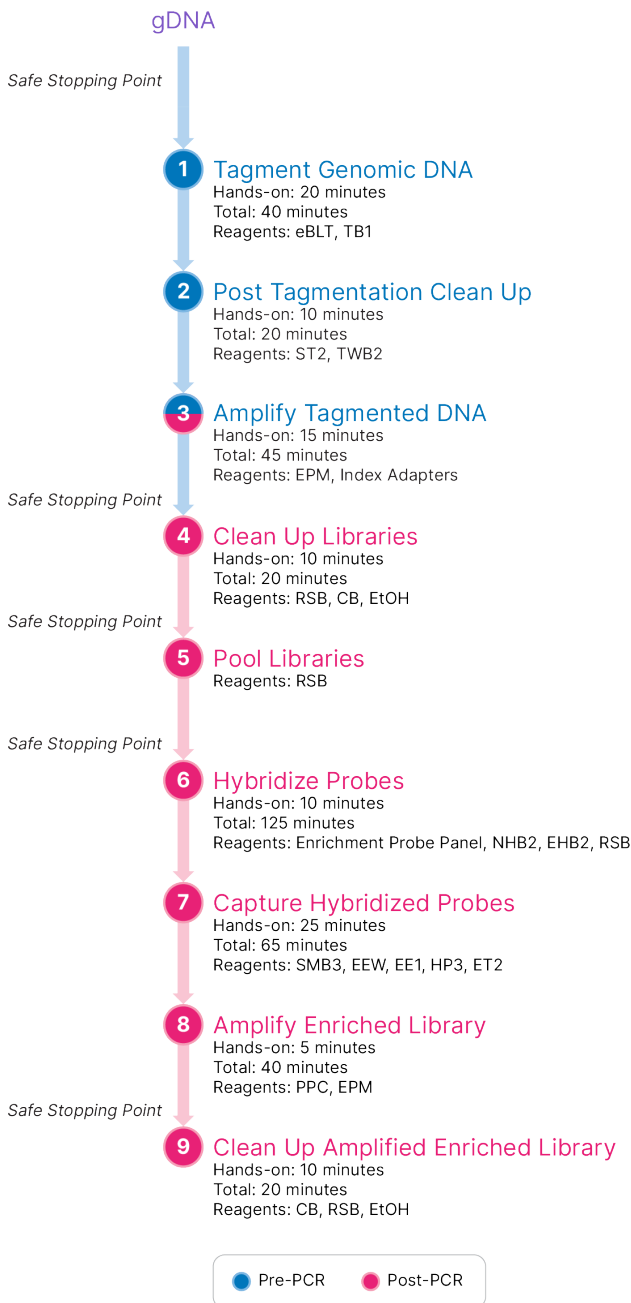 gDNA
Safe Stopping Point
1 Tagment Genomic DNA
Hands-on: 20 minutes
Total: 40 minutes
Reagents: eBLT, TB1
2 Post Tagmentation Clean Up
Hands-on: 10 minutes
Total: 20 minutes
Reagents: ST2, TWB2
3 Amplify Tagmented DNA
Hands-on: 15 minutes
Total: 45 minutes
Reagents: EPM, Index Adapters
Safe Stopping Point
4 Clean Up Libraries
Hands-on: 10 minutes
Total: 20 minutes
Reagents: RSB, CB, EtOH
Safe Stopping Point
5 Pool Libraries
Reagents: RSB
Safe Stopping Point
6 Hybridize Probes
Hands-on: 10 minutes
Total: 125 minutes
Reagents: Enrichment Probe Panel, NHB2, EHB2, RSB
7 Capture Hybridized Probes
Hands-on: 25 minutes
Total: 65 minutes
Reagents: SMB3, EEW, EE1, HP3, ET2
8 Amplify Enriched Library
Hands-on: 5 minutes
Total: 40 minutes
Reagents: PPC, EPM
Safe Stopping Point
9 Clean Up Amplified Enriched Library
Hands-on: 10 minutes
Total: 20 minutes
Reagents: CB, RSB, EtOH
Pre-PCR Post-PCR